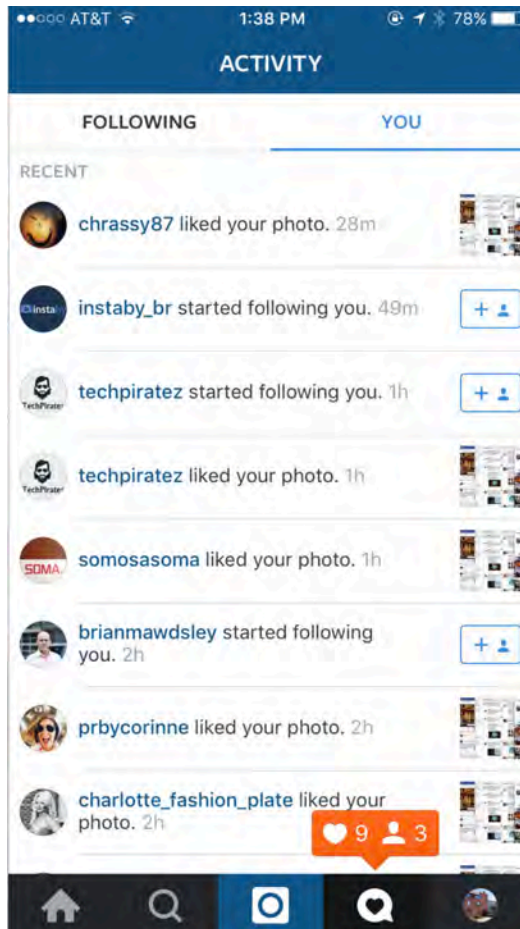 AT&T 1:38 PM 78%
ACTIVITY
FOLLOWING YOU
RECENT
chrassy87 liked your photo. 28m
instaby_br started following you. 49m
techpiratez started following you. 1h
techpiratez liked your photo. 1h
somosasoma liked your photo. 1h
SOMA.
brianmawdsley started following
you. 2h
prbycorinne liked your photo. 2h
charlotte_fashion_plate liked your
photo. 2h
9 3